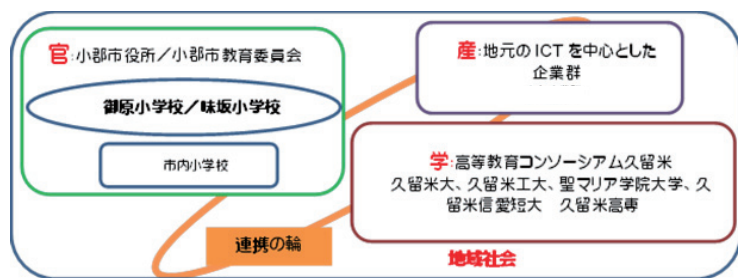 官:小郡市役所/小郡市教育委員会
御原小学校/味坂小学校
市内小学校
産:地元のICTを中心とした
企業群
学:高等教育コンソーシアム久留米
久留米大、久留米工大、聖マリア学院大学、久
留米信愛短大 久留米高専
連携の輪
地域社会